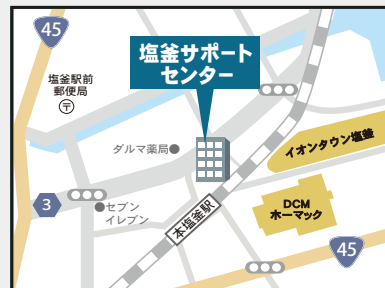 45
塩釜サポート
センター
塩釜駅前
郵便局
〒
ダルマ薬局
イオンタウン塩釜
3
セブン
イレブン
本塩釜駅
DCM
ホーマック
45